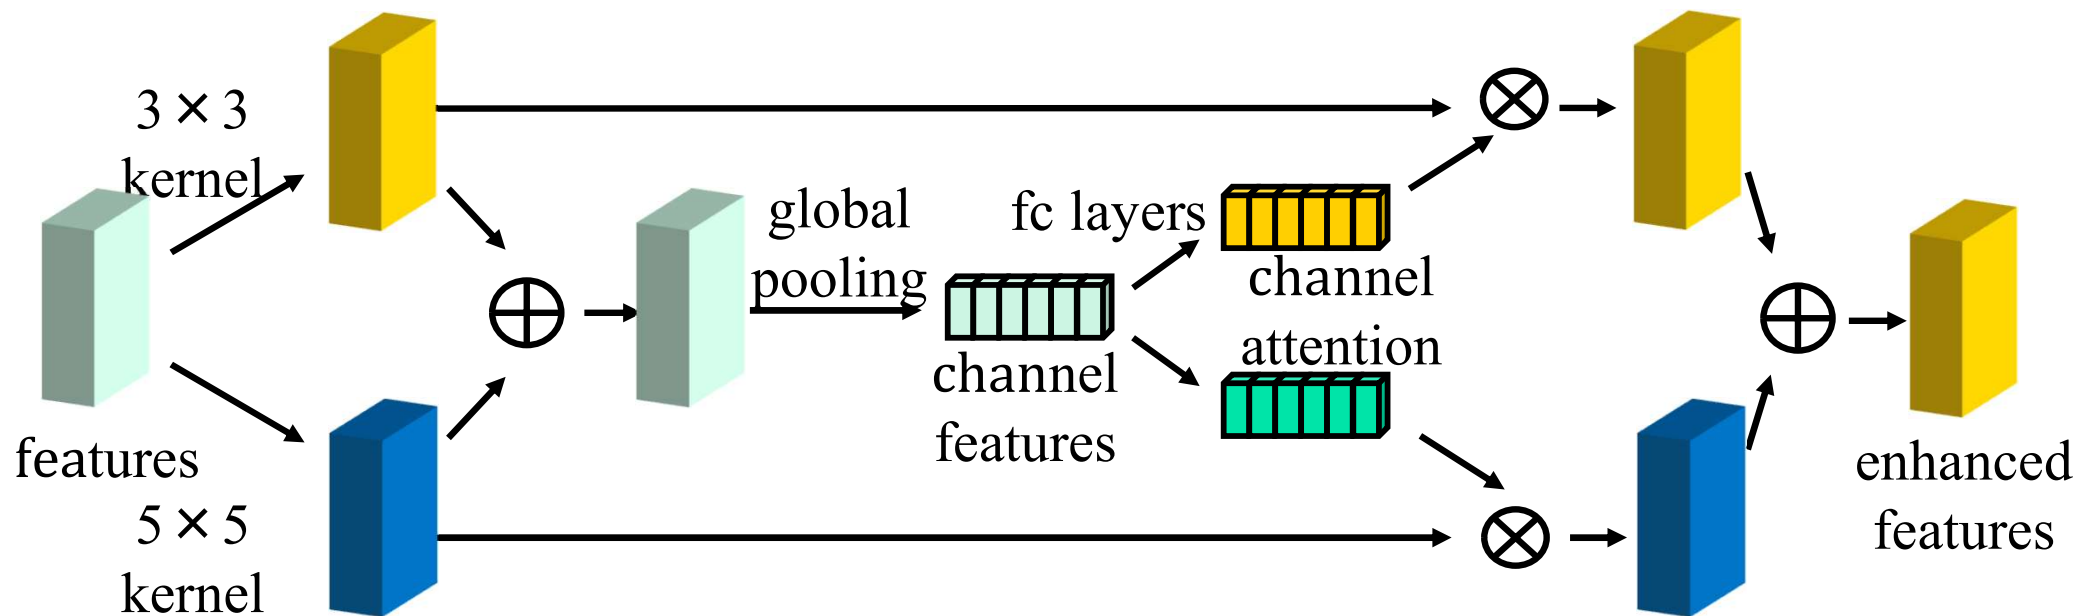 3 × 3
kernel
features
5 × 5
kernel
global
pooling
channel
features
fc layers
channel
attention
enhanced
features